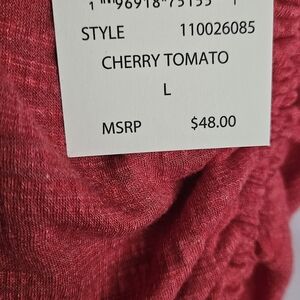 STYLE 110026085
CHERRY TOMATO
L
MSRP $48.00